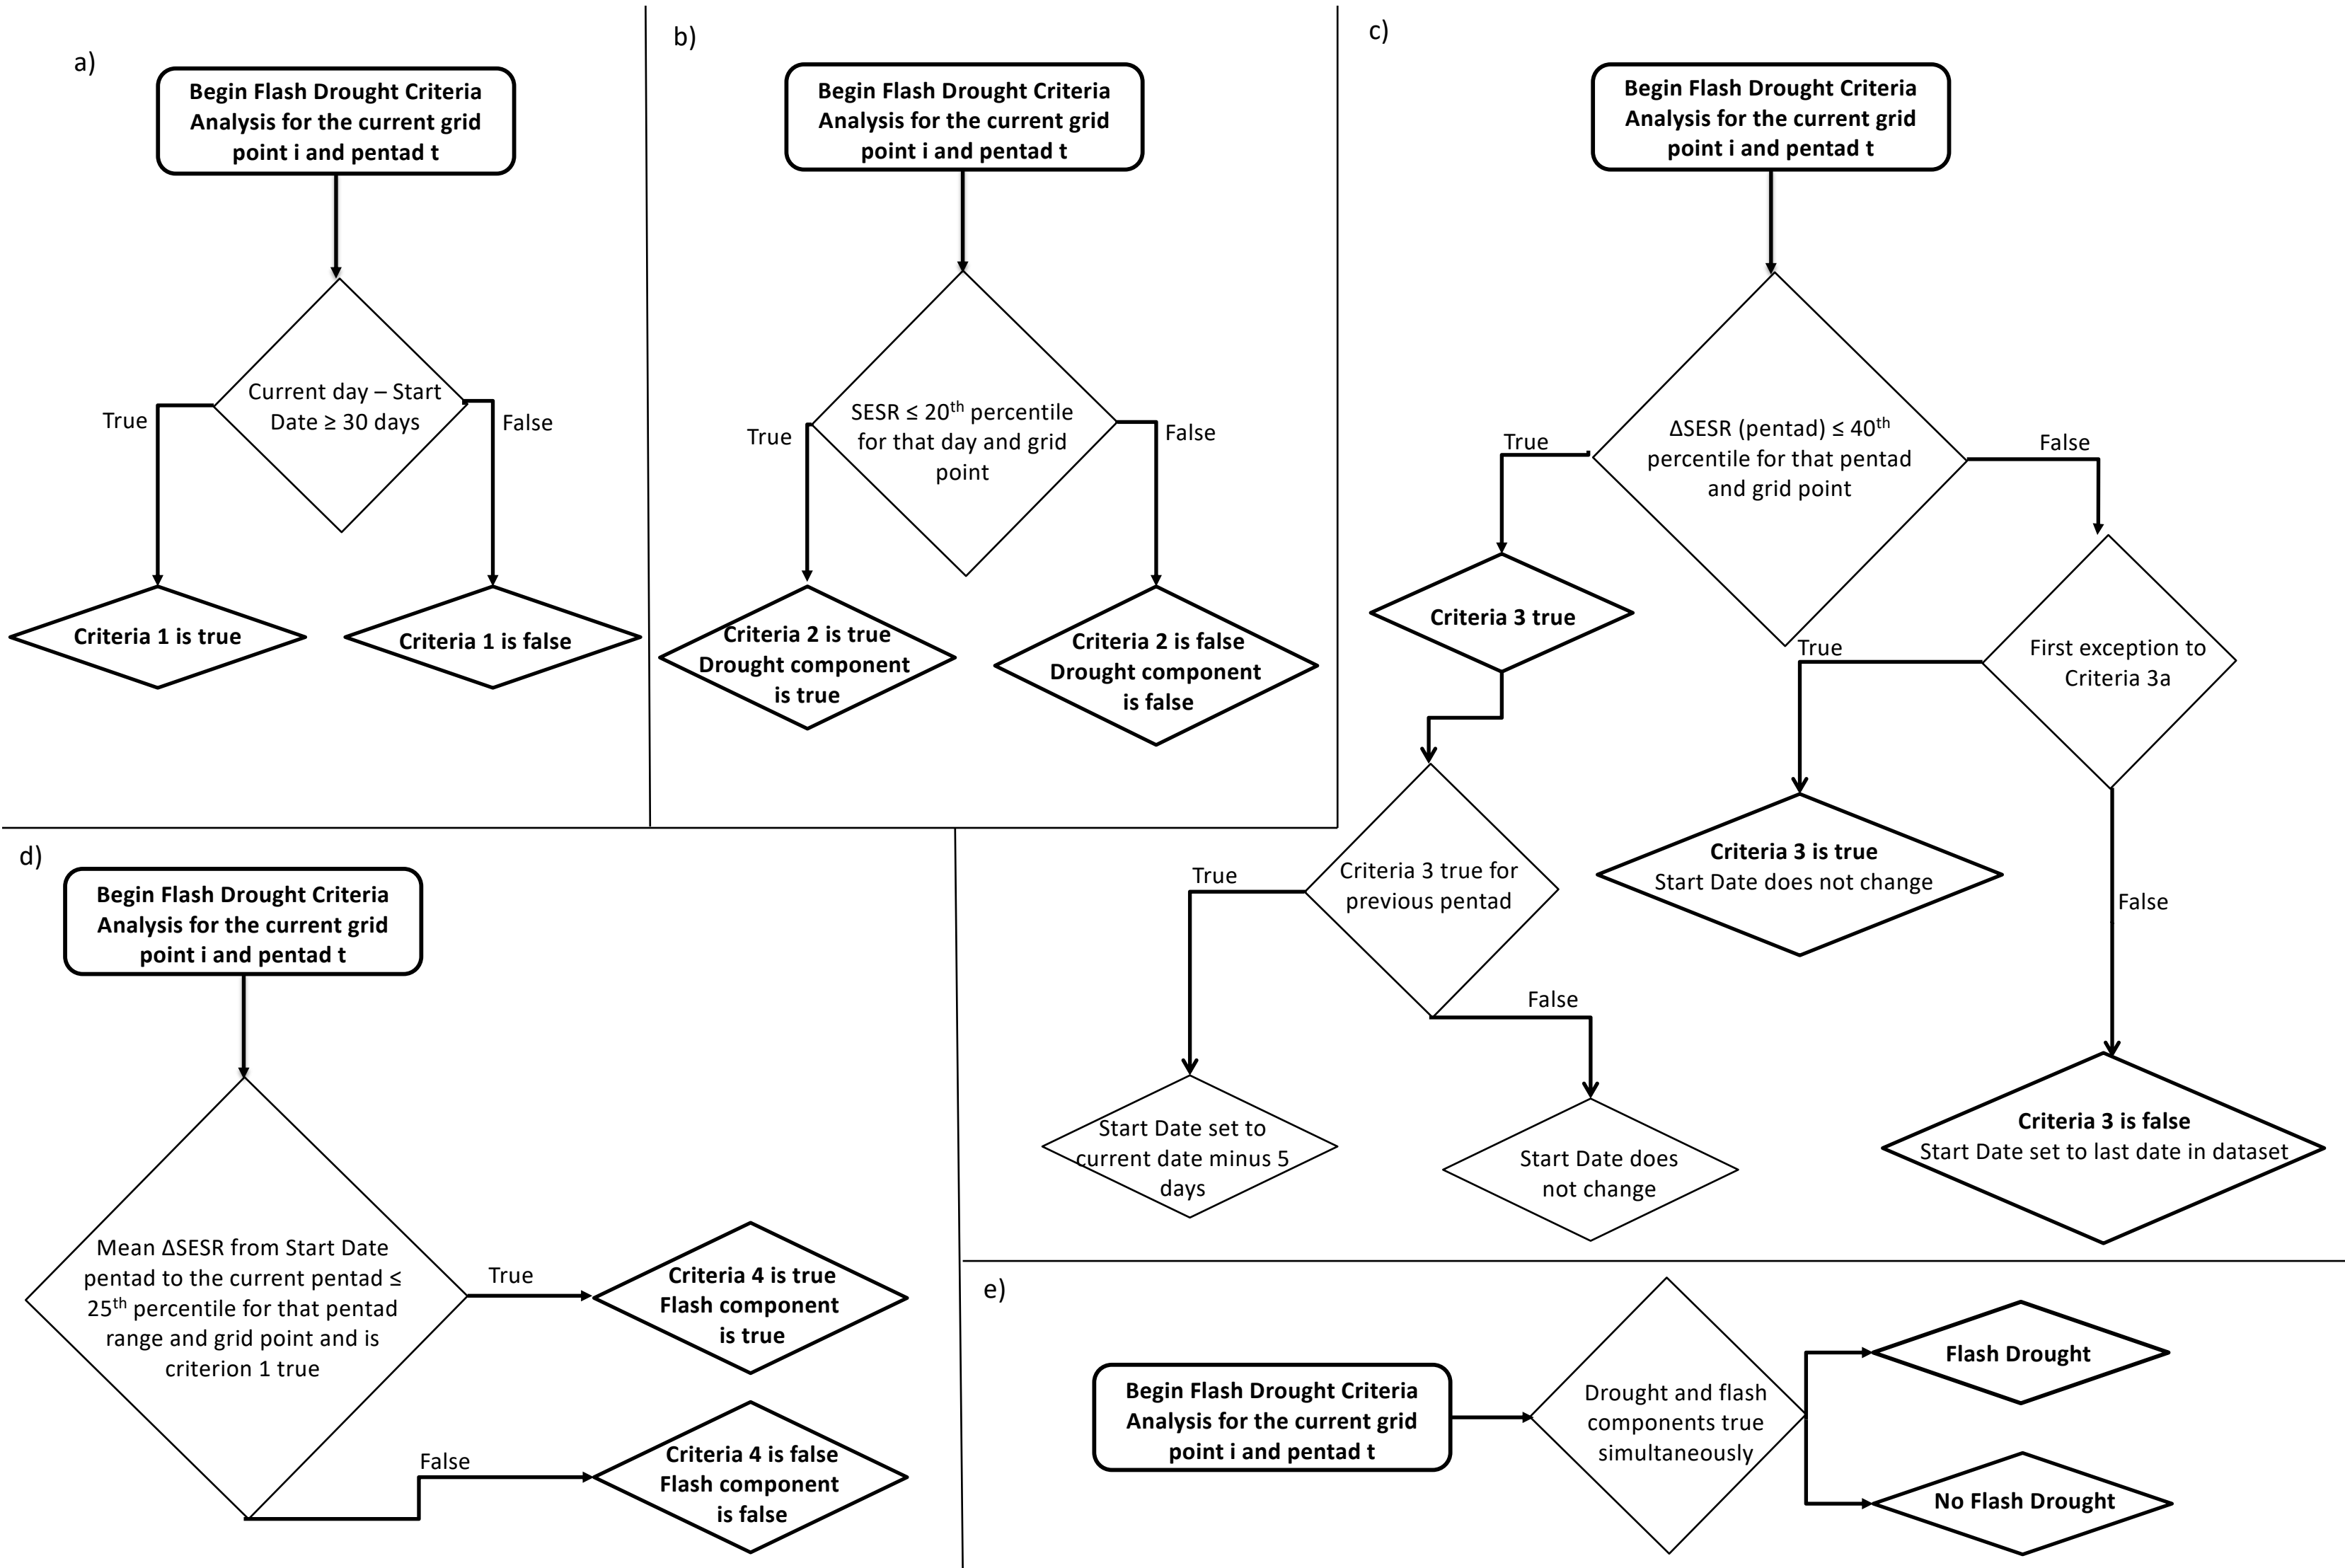 a)
Begin Flash Drought Criteria
Analysis for the current grid
point i and pentad t
Current day – Start
Date ≥ 30 days
True
False
Criteria 1 is true
Criteria 1 is false
b)
Begin Flash Drought Criteria
Analysis for the current grid
point i and pentad t
SESR ≤ 20th percentile
for that day and grid
point
True
False
Criteria 2 is true
Drought component
is true
Criteria 2 is false
Drought component
is false
c)
Begin Flash Drought Criteria
Analysis for the current grid
point i and pentad t
ΔSESR (pentad) ≤ 40th
percentile for that pentad
and grid point
True
False
Criteria 3 true
First exception to
Criteria 3a
True
Criteria 3 is true
Start Date does not change
False
Criteria 3 true for
previous pentad
True
False
Start Date set to
current date minus 5
days
Start Date does
not change
Criteria 3 is false
Start Date set to last date in dataset
d)
Begin Flash Drought Criteria
Analysis for the current grid
point i and pentad t
Mean ΔSESR from Start Date
pentad to the current pentad ≤
25th percentile for that pentad
range and grid point and is
criterion 1 true
True
Criteria 4 is true
Flash component
is true
False
Criteria 4 is false
Flash component
is false
e)
Begin Flash Drought Criteria
Analysis for the current grid
point i and pentad t
Drought and flash
components true
simultaneously
Flash Drought
No Flash Drought